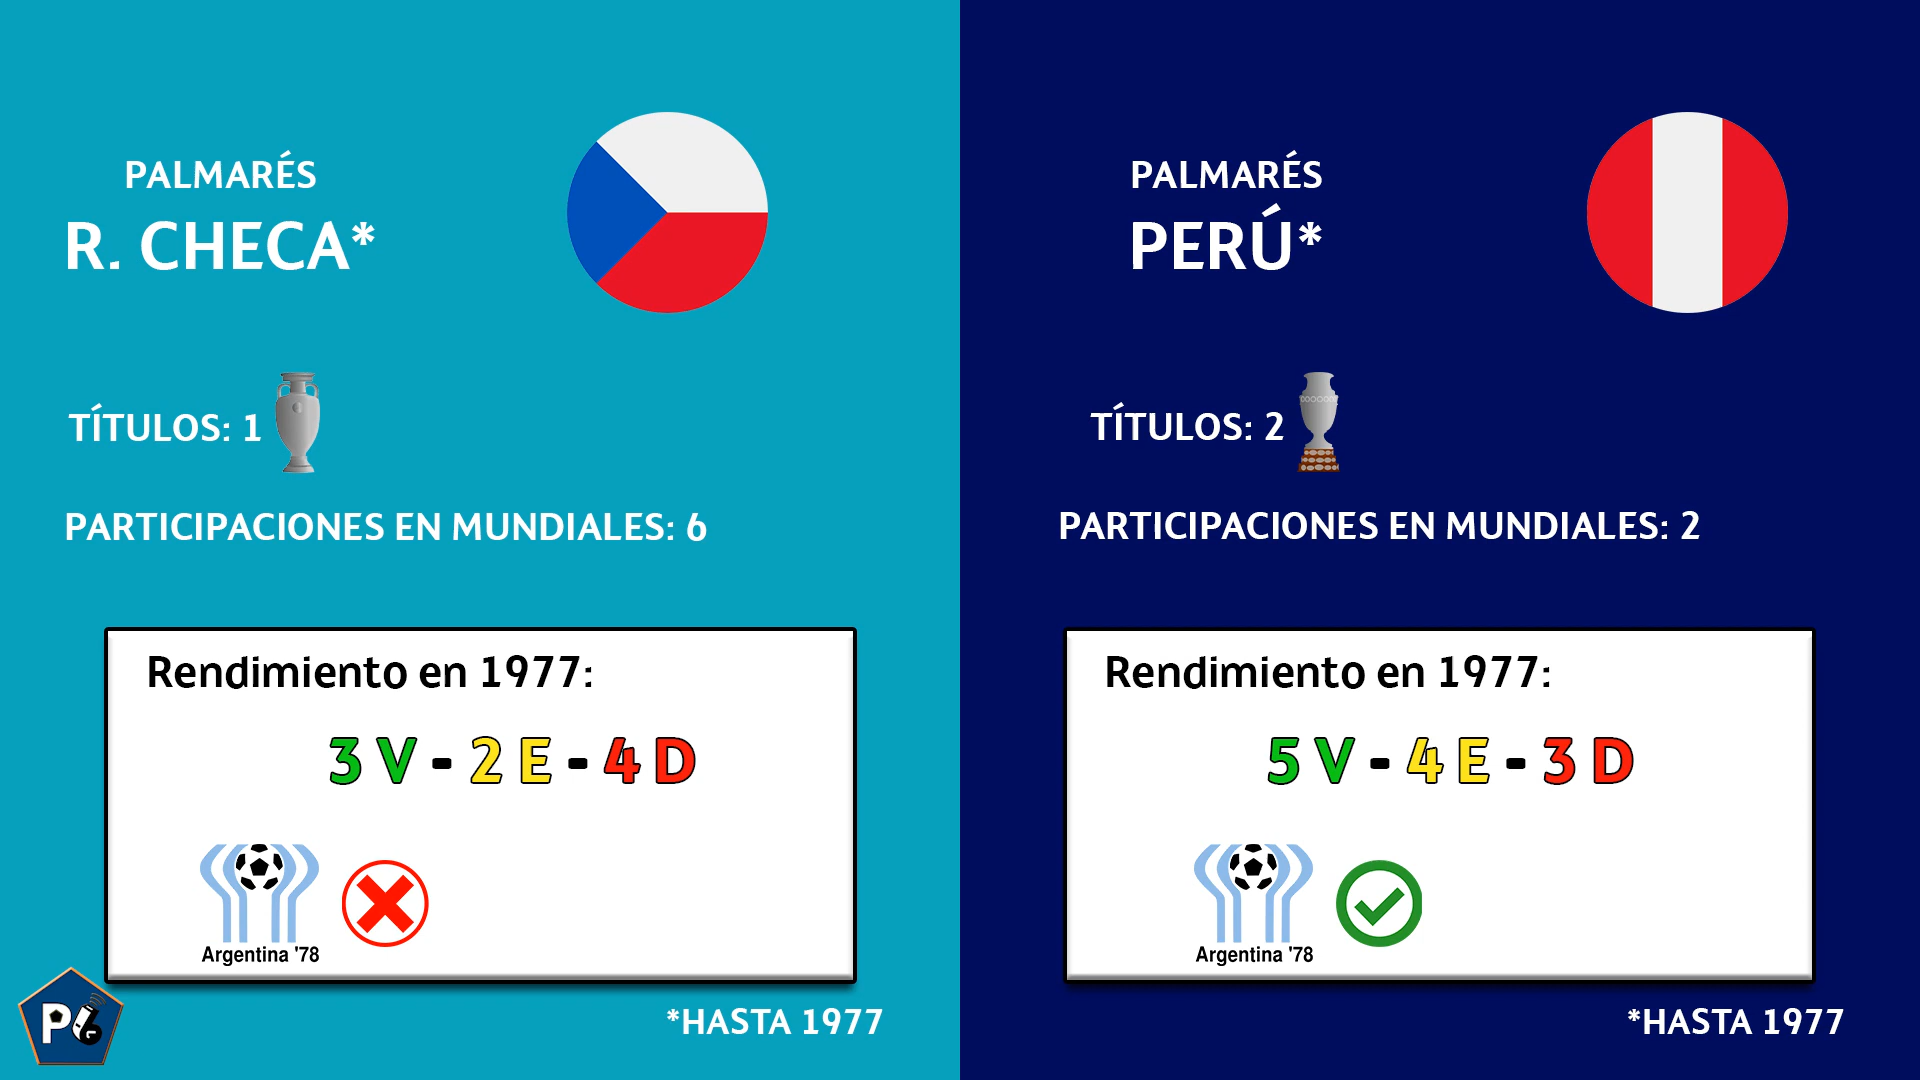 PALMARÉS
R. CHECA*
TÍTULOS: 1
PARTICIPACIONES EN MUNDIALES: 6
Rendimiento en 1977:
3 V - 2 E - 4 D
Argentina '78
*HASTA 1977
P6
PALMARÉS
PERÚ*
TÍTULOS: 2
PARTICIPACIONES EN MUNDIALES: 2
Rendimiento en 1977:
5 V - 4 E - 3 D
Argentina '78
*HASTA 1977